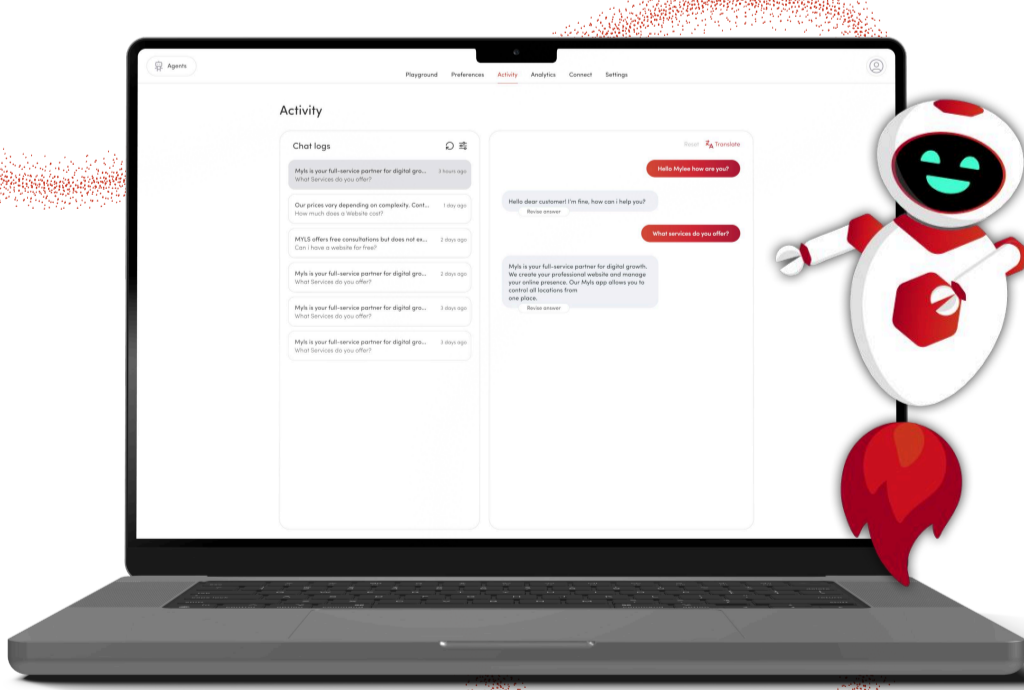 Agents
Playground
Preferences
Activity
Analytics
Connect
Settings
Activity
Chat logs
Myls is your full-service partner for digital gro...
3 hours ago
What Services do you offer?
Our prices vary depending on complexity. Cont...
1 day ago
How much does a Website cost?
MYLS offers free consultations but does not ex...
2 days ago
Can I have a website for free?
Myls is your full-service partner for digital gro...
2 days ago
What Services do you offer?
Myls is your full-service partner for digital gro...
3 days ago
What Services do you offer?
Myls is your full-service partner for digital gro...
3 days ago
What Services do you offer?
Reset
Translate
Hello Mylee how are you?
Hello dear customer! I'm fine, how can i help you?
Revise answer
What services do you offer?
Myls is your full-service partner for digital growth.
We create your professional website and manage
your online presence. Our Myls app allows you to
control all locations from
one place.
Revise answer